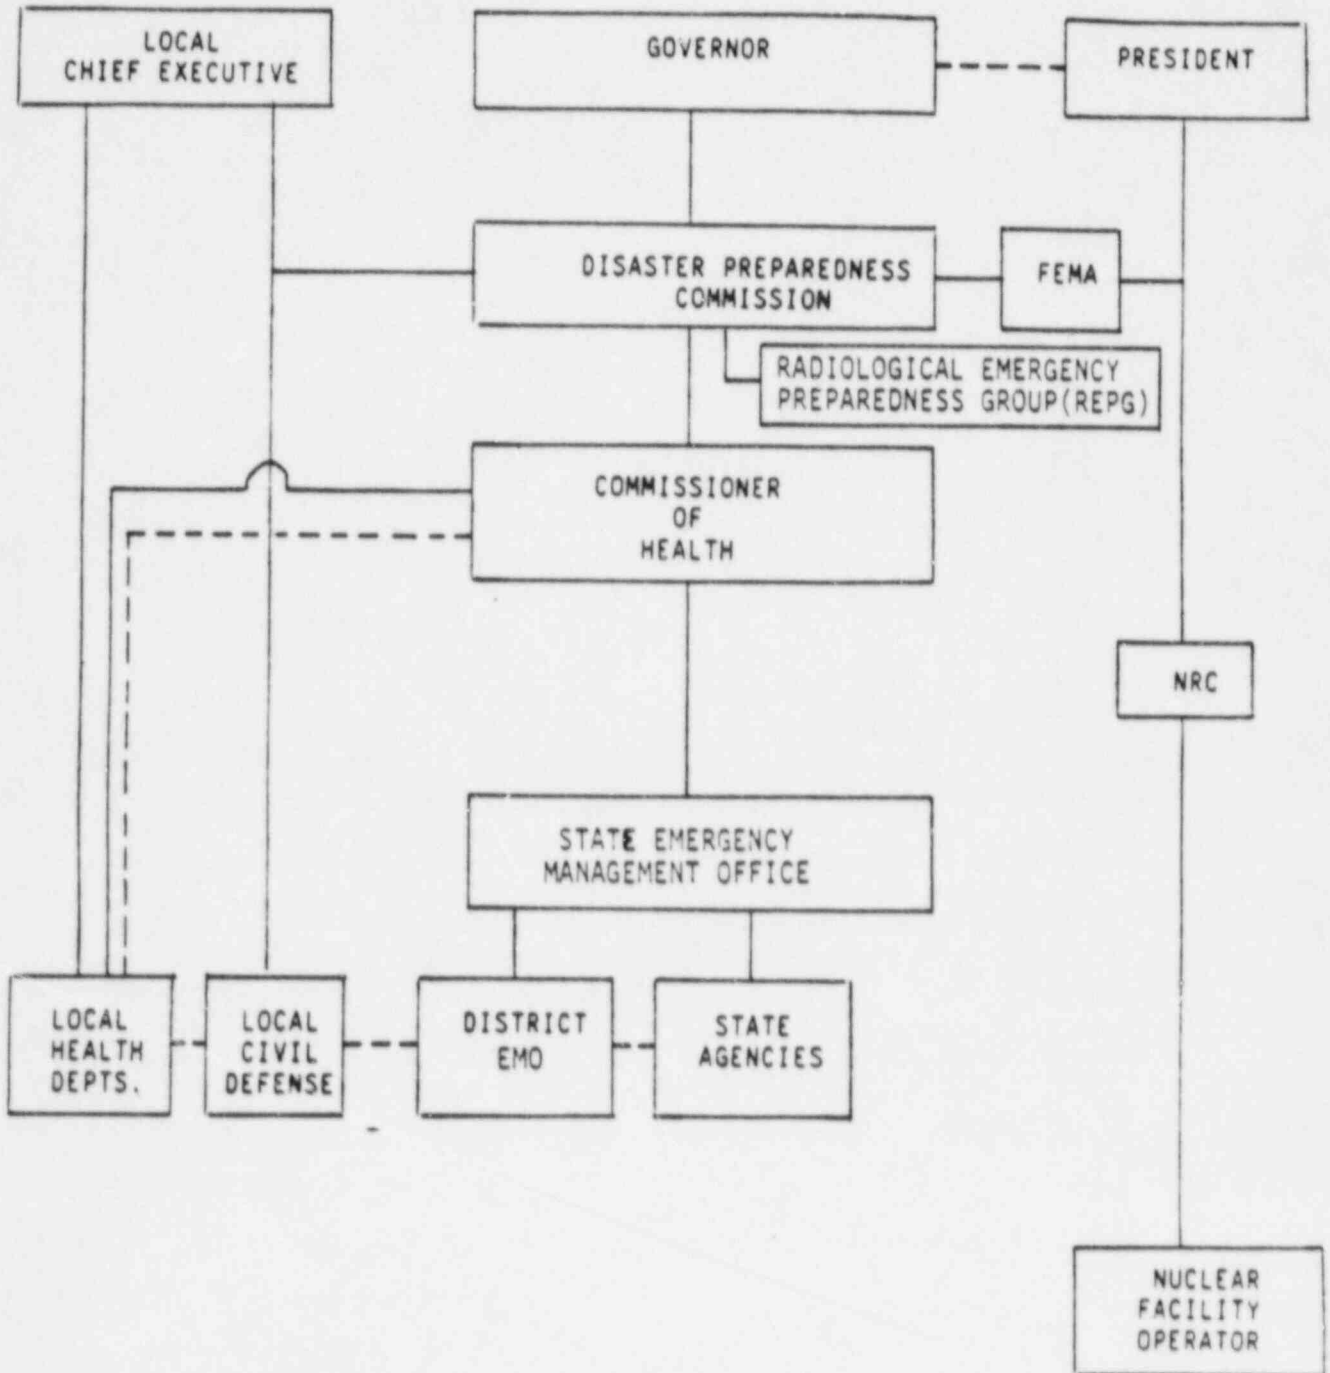 LOCAL
CHIEF EXECUTIVE
GOVERNOR
PRESIDENT
DISASTER PREPAREDNESS
COMMISSION
FEMA
RADIOLOGICAL EMERGENCY
PREPAREDNESS GROUP(REPG)
COMMISSIONER
OF
HEALTH
NRC
STATE EMERGENCY
MANAGEMENT OFFICE
LOCAL
HEALTH
DEPTS.
LOCAL
CIVIL
DEFENSE
DISTRICT
EMO
STATE
AGENCIES
NUCLEAR
FACILITY
OPERATOR